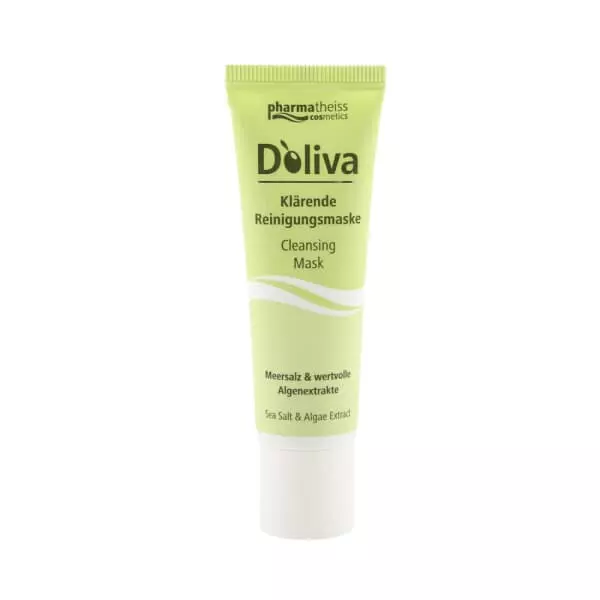 pharmatheiss
cosmetics
D'oliva
Klärende
Reinigungsmaske
Cleansing
Mask
Meersalz & wertvolle
Algenextrakte
Sea Salt & Algae Extract